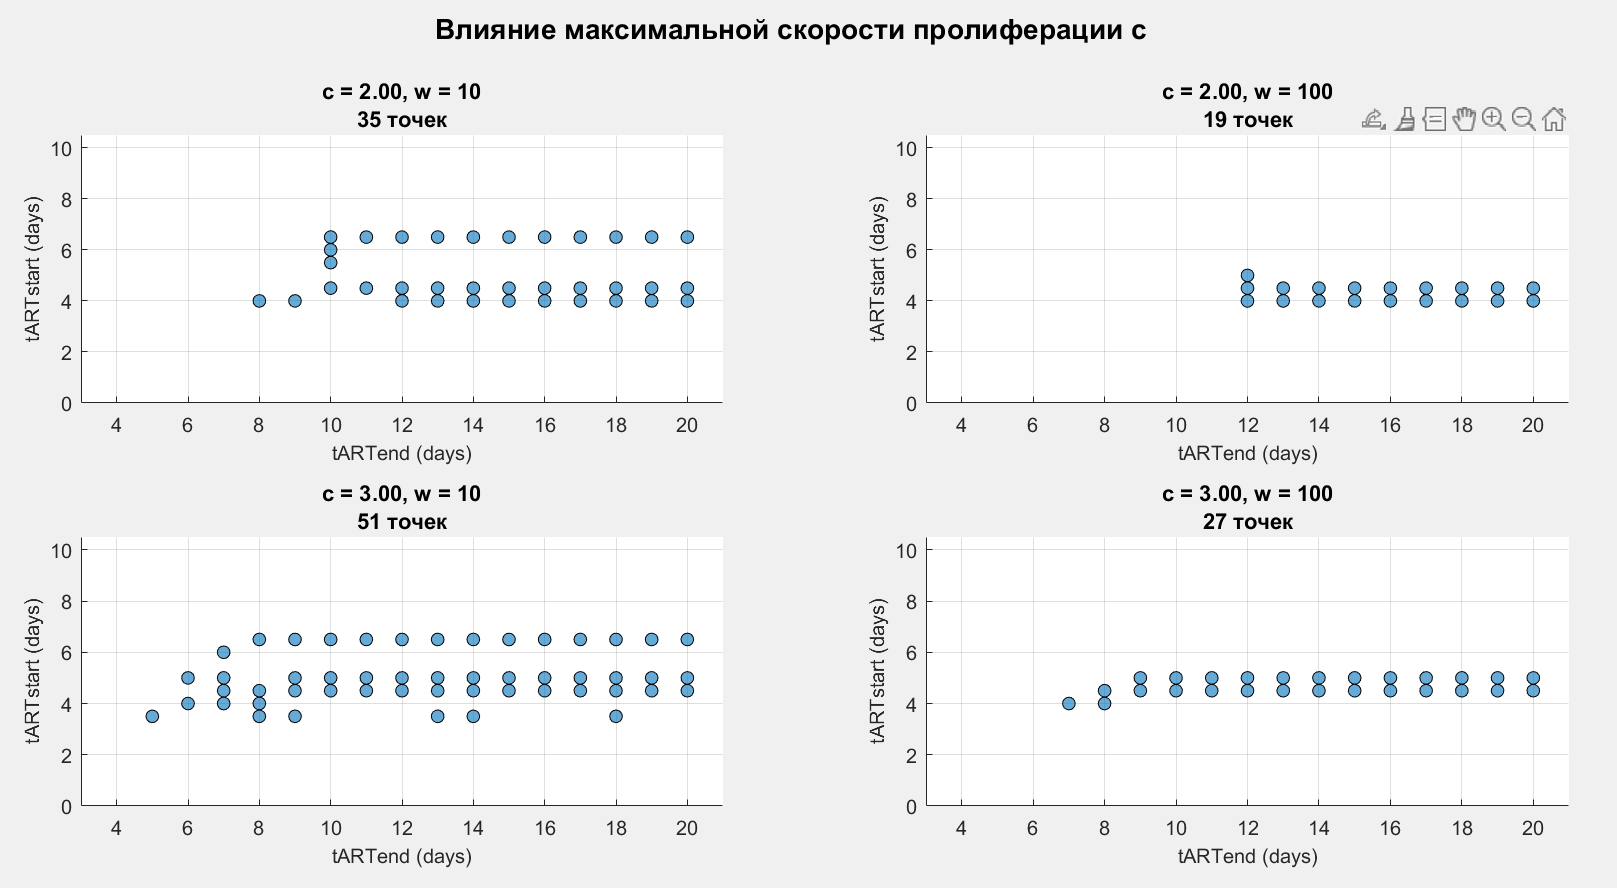 Влияние максимальной скорости пролиферации c
c = 2.00, w = 10
35 точек
10
8
6
4
2
0
tARTstart (days)
4 6 8 10 12 14 16 18 20
tARTend (days)
c = 2.00, w = 100
19 точек
10
8
6
4
2
0
tARTstart (days)
4 6 8 10 12 14 16 18 20
tARTend (days)
c = 3.00, w = 10
51 точек
10
8
6
4
2
0
tARTstart (days)
4 6 8 10 12 14 16 18 20
tARTend (days)
c = 3.00, w = 100
27 точек
10
8
6
4
2
0
tARTstart (days)
4 6 8 10 12 14 16 18 20
tARTend (days)